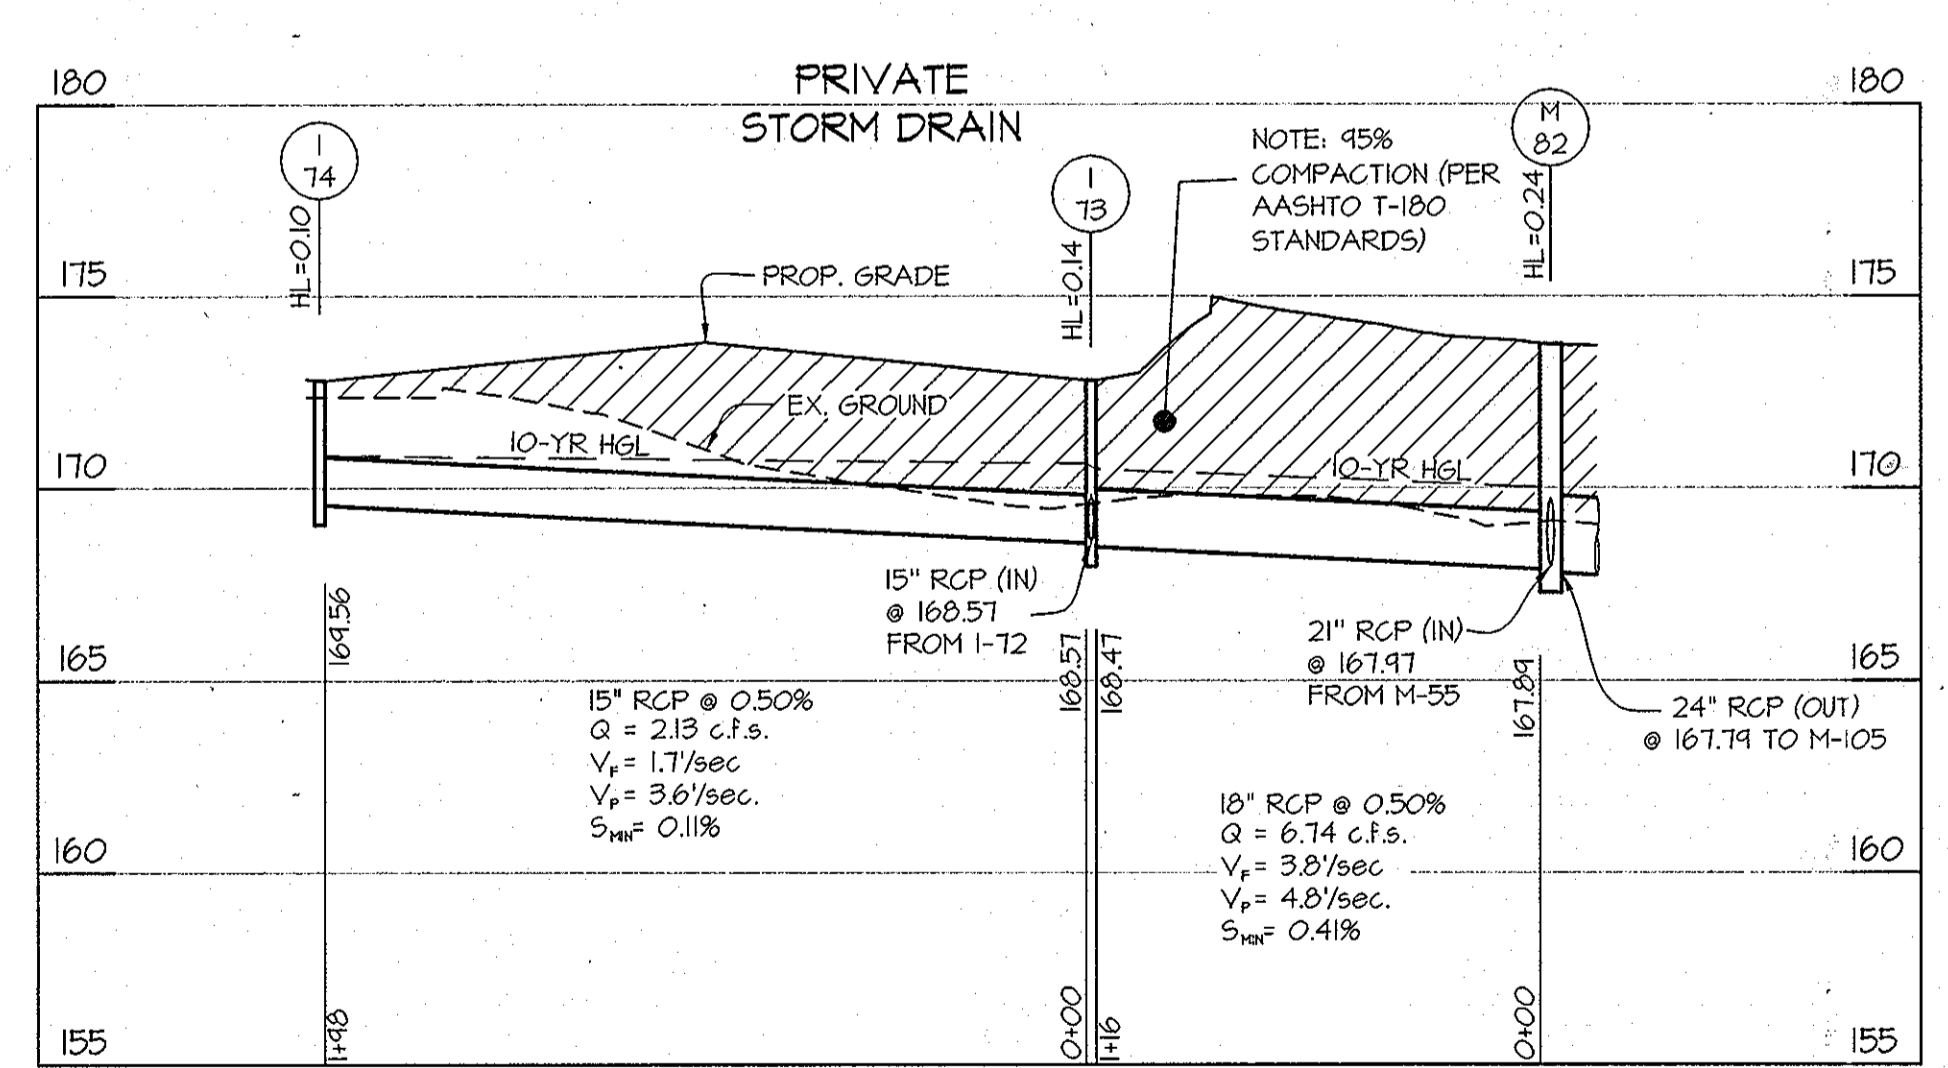 PRIVATE
STORM DRAIN
180
180
I
74
HL=0.10
I
73
HL=0.14
NOTE: 95%
COMPACTION (PER
AASHTO T-180
STANDARDS)
M
82
HL=0.24
175
175
PROP. GRADE
EX. GROUND
10-YR HGL
10-YR HGL
170
170
15" RCP (IN)
@ 168.57
FROM I-72
21" RCP (IN)
@ 167.97
FROM M-55
24" RCP (OUT)
@ 167.79 TO M-105
169.56
168.57
168.47
167.89
165
165
15" RCP @ 0.50%
Q = 2.13 c.f.s.
VF = 1.7'/sec
VP = 3.6'/sec.
SMIN = 0.11%
18" RCP @ 0.50%
Q = 6.74 c.f.s.
VF = 3.8'/sec
VP = 4.8'/sec.
SMIN = 0.41%
160
160
1+98
0+00
1+16
0+00
155
155